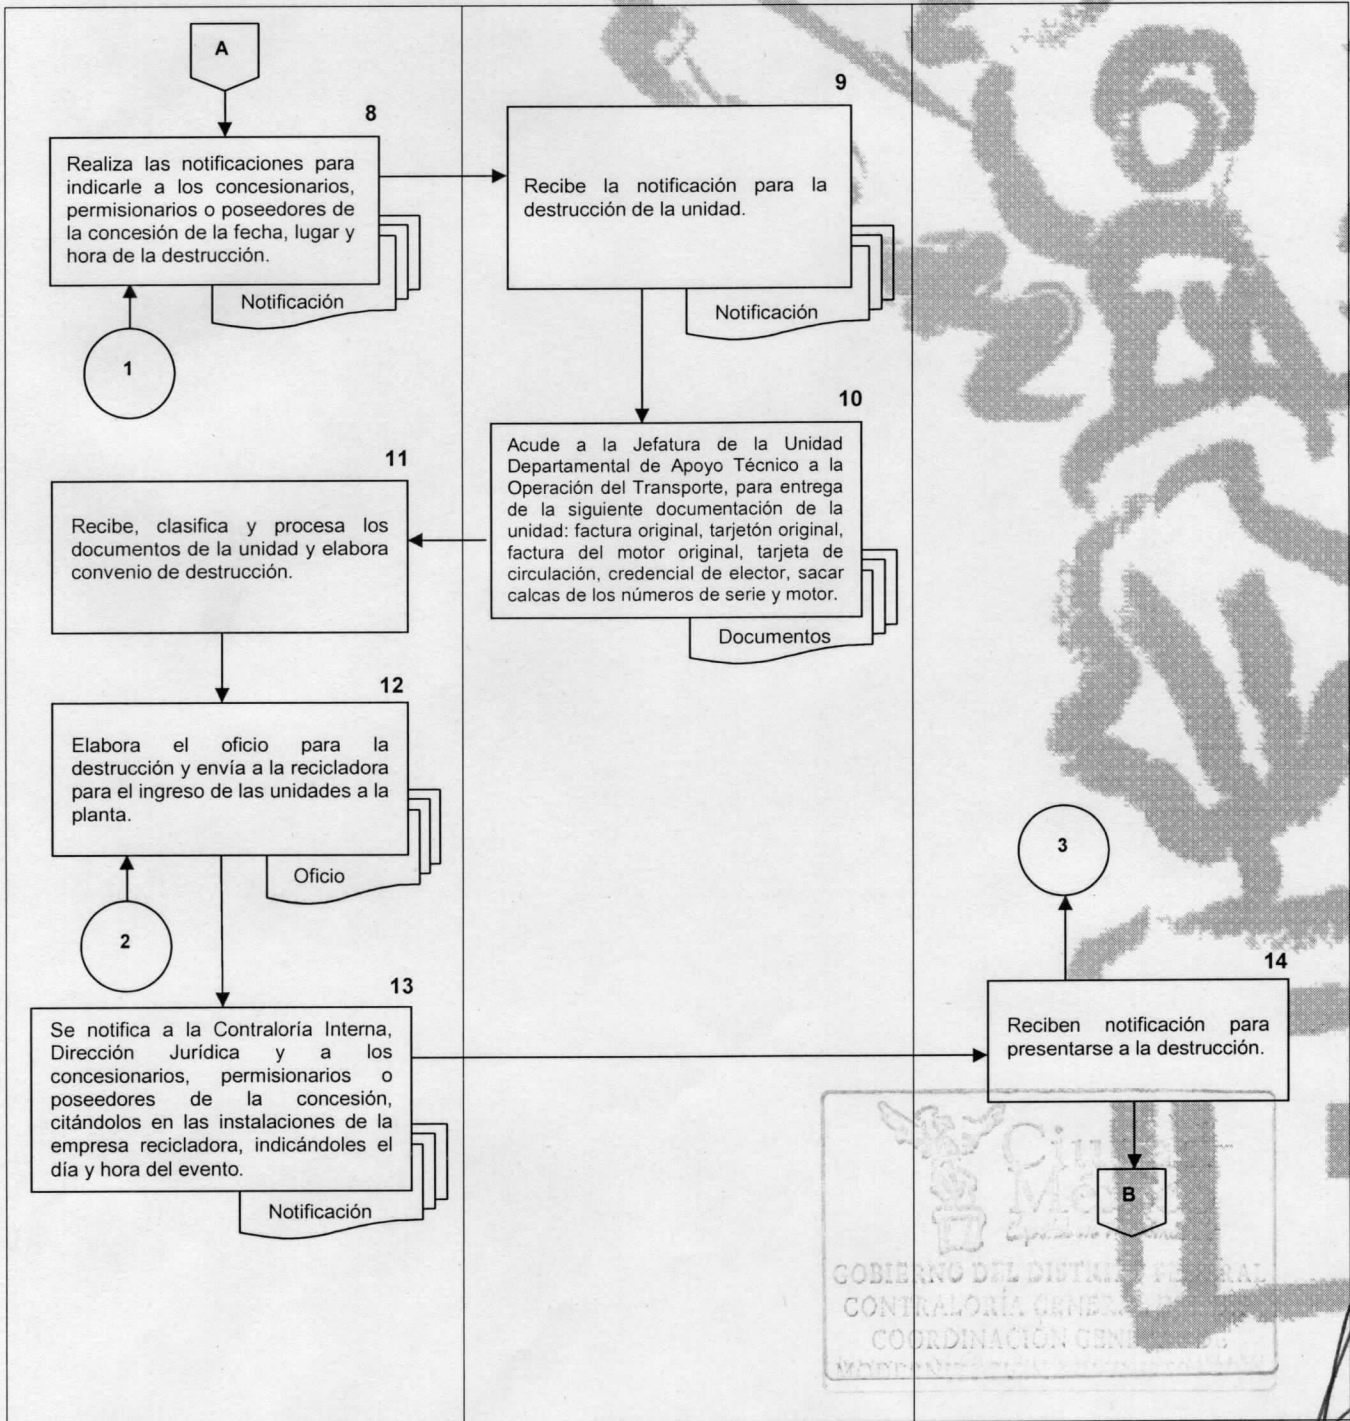 A
8
Realiza las notificaciones para
indicarle a los concesionarios,
permisionarios o poseedores de
la concesión de la fecha, lugar y
hora de la destrucción.
Notificación
1
9
Recibe la notificación para la
destrucción de la unidad.
Notificación
10
Acude a la Jefatura de la Unidad
Departamental de Apoyo Técnico a la
Operación del Transporte, para entrega
de la siguiente documentación de la
unidad: factura original, tarjetón original,
factura del motor original, tarjeta de
circulación, credencial de elector, sacar
calcas de los números de serie y motor.
Documentos
11
Recibe, clasifica y procesa los
documentos de la unidad y elabora
convenio de destrucción.
12
Elabora el oficio para la
destrucción y envía a la recicladora
para el ingreso de las unidades a la
planta.
Oficio
2
13
Se notifica a la Contraloría Interna,
Dirección Jurídica y a los
concesionarios, permisionarios o
poseedores de la concesión,
citándolos en las instalaciones de la
empresa recicladora, indicándoles el
día y hora del evento.
Notificación
3
14
Reciben notificación para
presentarse a la destrucción.
B
GOBIERNO DEL DISTRITO FEDERAL
CONTRALORÍA GENERAL
COORDINACIÓN GENERAL DE